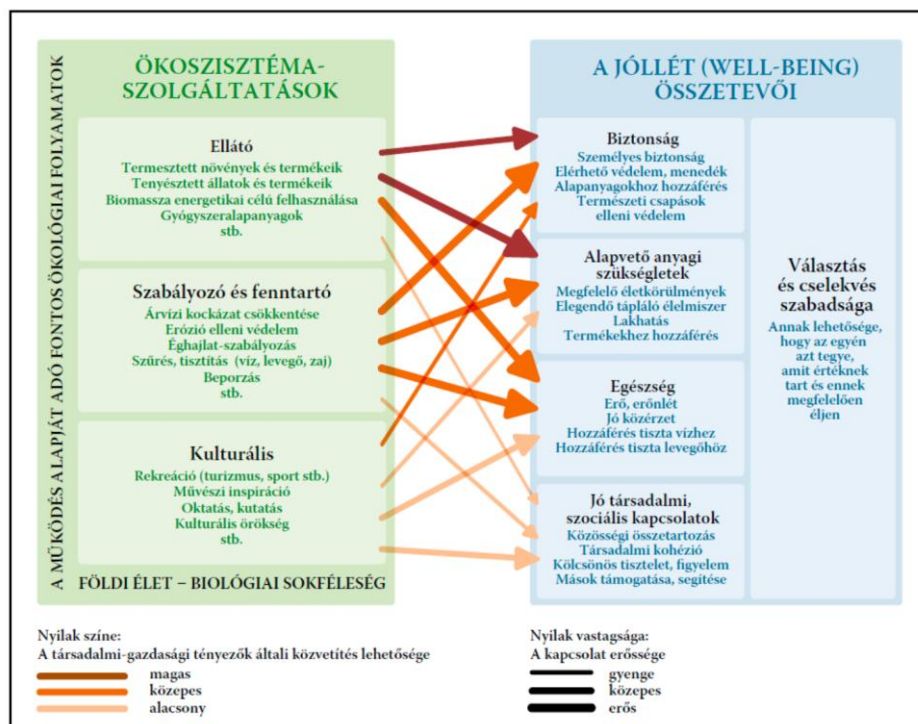 A MŰKÖDÉS ALAPJÁT ADÓ FONTOS ÖKOLÓGIAI FOLYAMATOK
ÖKOSZISZTÉMA-
SZOLGÁLTATÁSOK
Ellátó
Termesztett növények és termékeik
Tenyésztett állatok és termékeik
Biomassza energetikai célú felhasználása
Gyógyszeralapanyagok
stb.
Szabályozó és fenntartó
Árvízi kockázat csökkentése
Erózió elleni védelem
Éghajlat-szabályozás
Szűrés, tisztítás (víz, levegő, zaj)
Beporzás
stb.
Kulturális
Rekreáció (turizmus, sport stb.)
Művészi inspiráció
Oktatás, kutatás
Kulturális örökség
stb.
FÖLDI ÉLET – BIOLÓGIAI SOKFÉLESÉG
A JÓLLÉT (WELL-BEING)
ÖSSZETEVŐI
Biztonság
Személyes biztonság
Elérhető védelem, menedék
Alapanyagokhoz hozzáférés
Természeti csapások
elleni védelem
Alapvető anyagi
szükségletek
Megfelelő életkörülmények
Elegendő tápláló élelmiszer
Lakhatás
Termékekhez hozzáférés
Egészség
Erő, erőnlét
Jó közérzet
Hozzáférés tiszta vízhez
Hozzáférés tiszta levegőhöz
Jó társadalmi,
szociális kapcsolatok
Közösségi összetartozás
Társadalmi kohézió
Kölcsönös tisztelet, figyelem
Mások támogatása, segítése
Választás
és cselekvés
szabadsága
Annak lehetősége,
hogy az egyén
azt tegye,
amit értéknek
tart és ennek
megfelelően
éljen
Nyilak színe:
A társadalmi-gazdasági tényezők általi közvetítés lehetősége
magas
közepes
alacsony
Nyilak vastagsága:
A kapcsolat erőssége
gyenge
közepes
erős